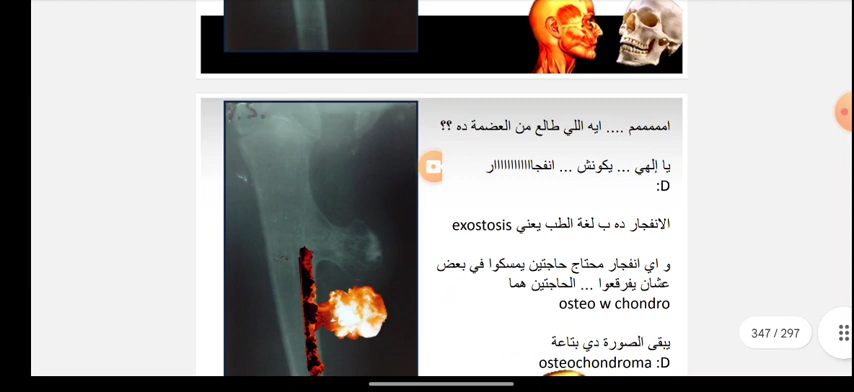 J.S.
امممممم .... ايه اللي طالع من العضمة ده ؟؟
يا إلهي ... يكونش ... انفجااااااااااار
:D
الانفجار ده ب لغة الطب يعني exostosis
و اي انفجار محتاج حاجتين يمسكوا في بعض
عشان يفرقعوا ... الحاجتين هما
osteo w chondro
يبقى الصورة دي بتاعة
osteochondroma :D
347 / 297